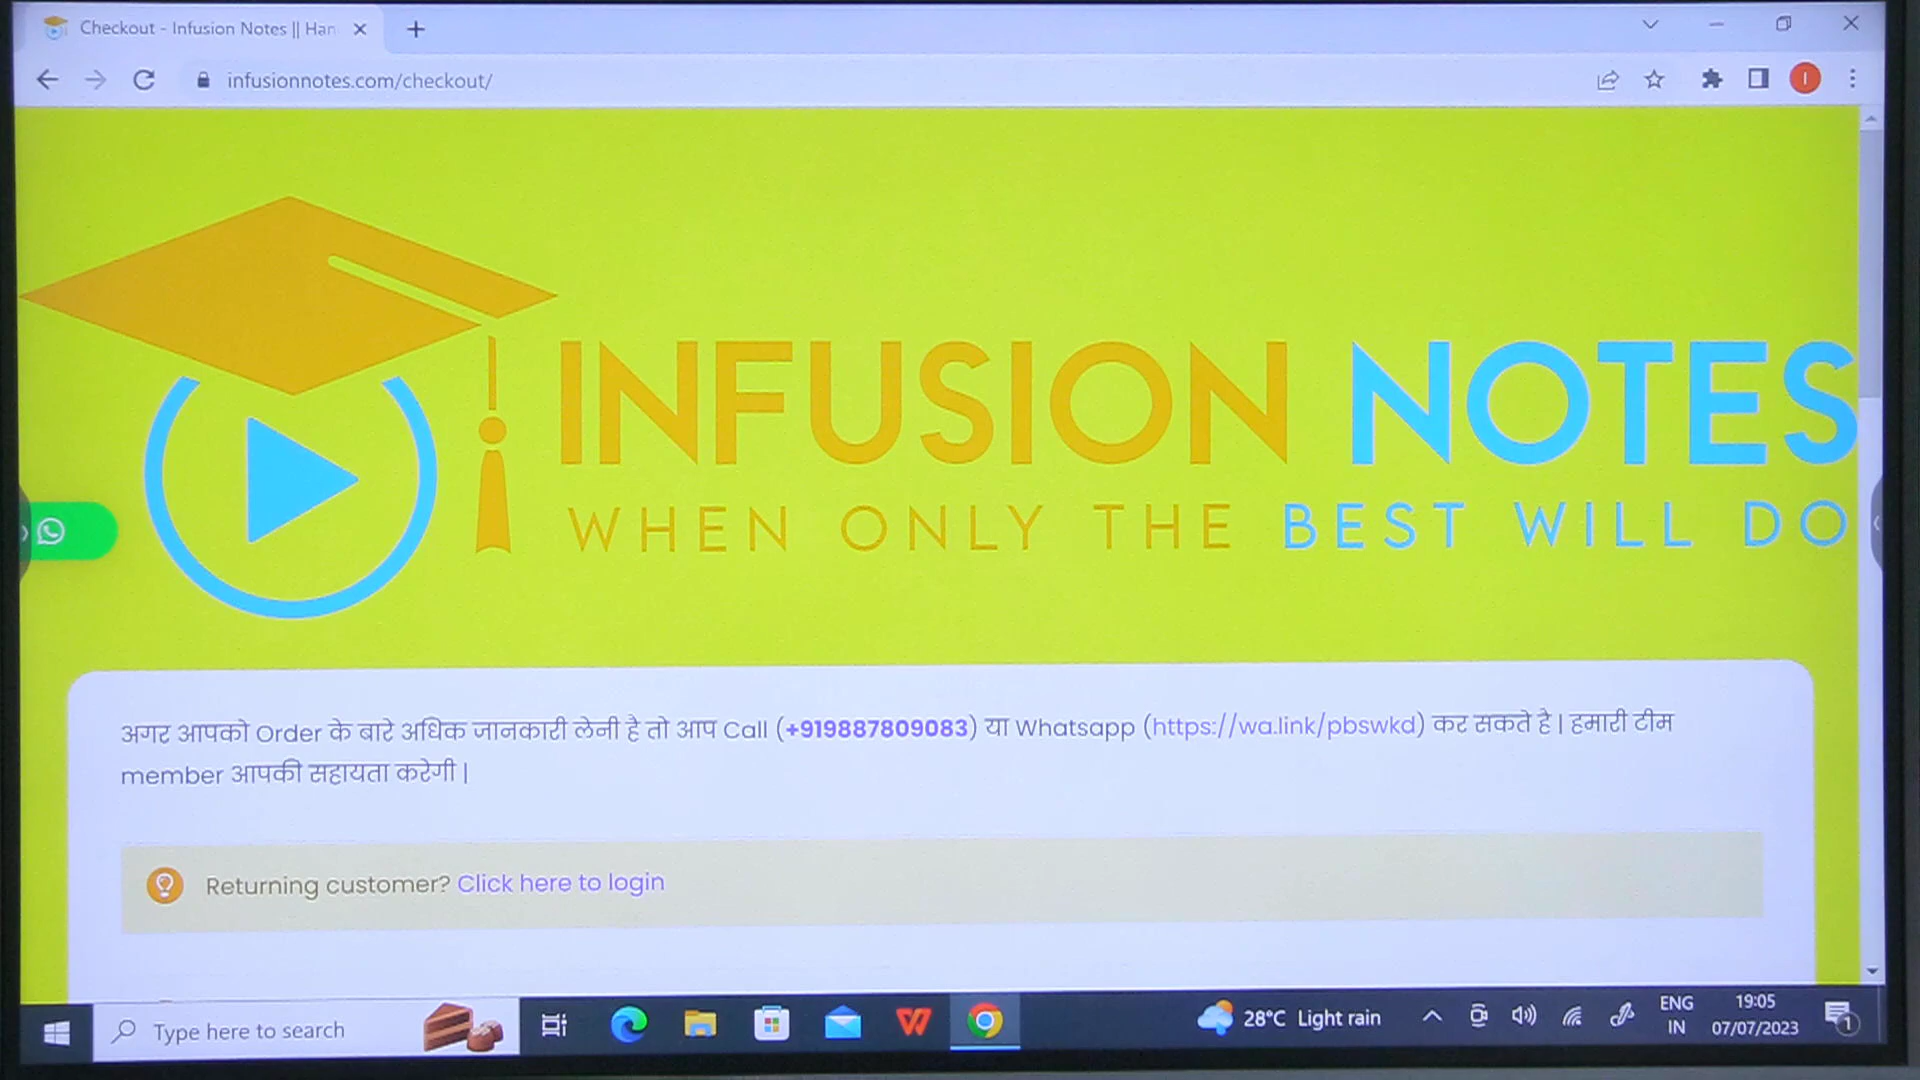 Checkout - Infusion Notes || Han
infusionnotes.com/checkout/
I
INFUSION NOTES
WHEN ONLY THE BEST WILL DO
अगर आपको Order के बारे अधिक जानकारी लेनी है तो आप Call (+919887809083) या Whatsapp (https://wa.link/pbswkd) कर सकते है | हमारी टीम
member आपकी सहायता करेगी |
Returning customer? Click here to login
Type here to search
28°C Light rain
ENG
IN
19:05
07/07/2023
1